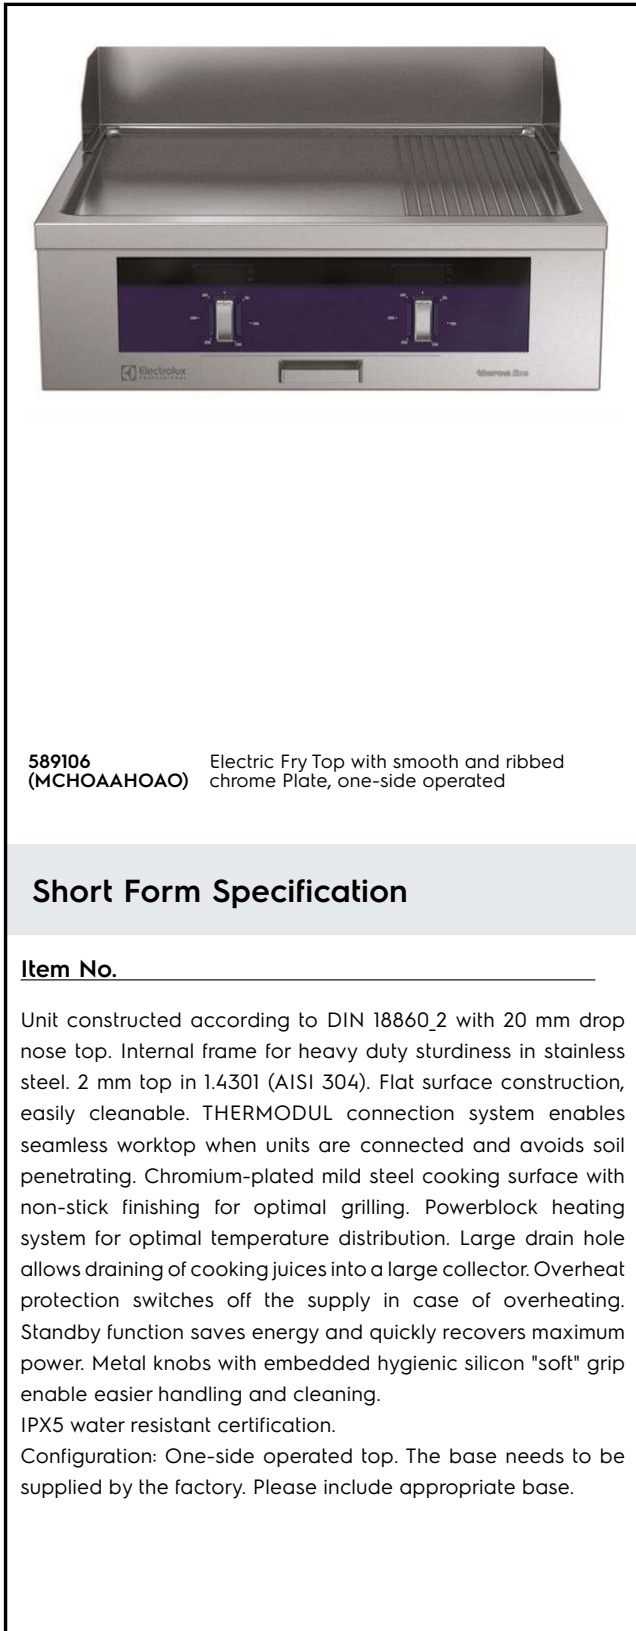 Electrolux
PROFESSIONAL
thermaline
589106
(MCHOAAHOAO)
Electric Fry Top with smooth and ribbed
chrome Plate, one-side operated
Short Form Specification
Item No.
Unit constructed according to DIN 18860_2 with 20 mm drop
nose top. Internal frame for heavy duty sturdiness in stainless
steel. 2 mm top in 1.4301 (AISI 304). Flat surface construction,
easily cleanable. THERMODUL connection system enables
seamless worktop when units are connected and avoids soil
penetrating. Chromium-plated mild steel cooking surface with
non-stick finishing for optimal grilling. Powerblock heating
system for optimal temperature distribution. Large drain hole
allows draining of cooking juices into a large collector. Overheat
protection switches off the supply in case of overheating.
Standby function saves energy and quickly recovers maximum
power. Metal knobs with embedded hygienic silicon "soft" grip
enable easier handling and cleaning.
IPX5 water resistant certification.
Configuration: One-side operated top. The base needs to be
supplied by the factory. Please include appropriate base.